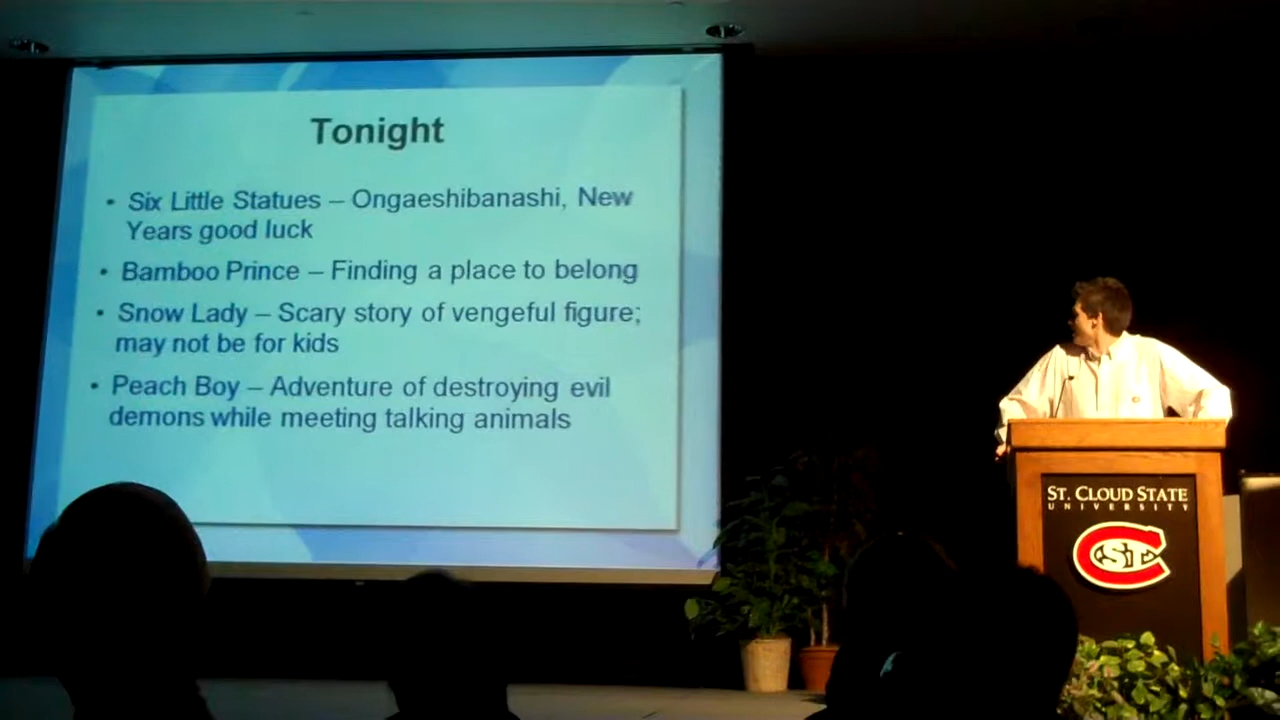 Tonight
• Six Little Statues – Ongaeshibanashi, New
Years good luck
• Bamboo Prince – Finding a place to belong
• Snow Lady – Scary story of vengeful figure;
may not be for kids
• Peach Boy – Adventure of destroying evil
demons while meeting talking animals
ST. CLOUD STATE
UNIVERSITY